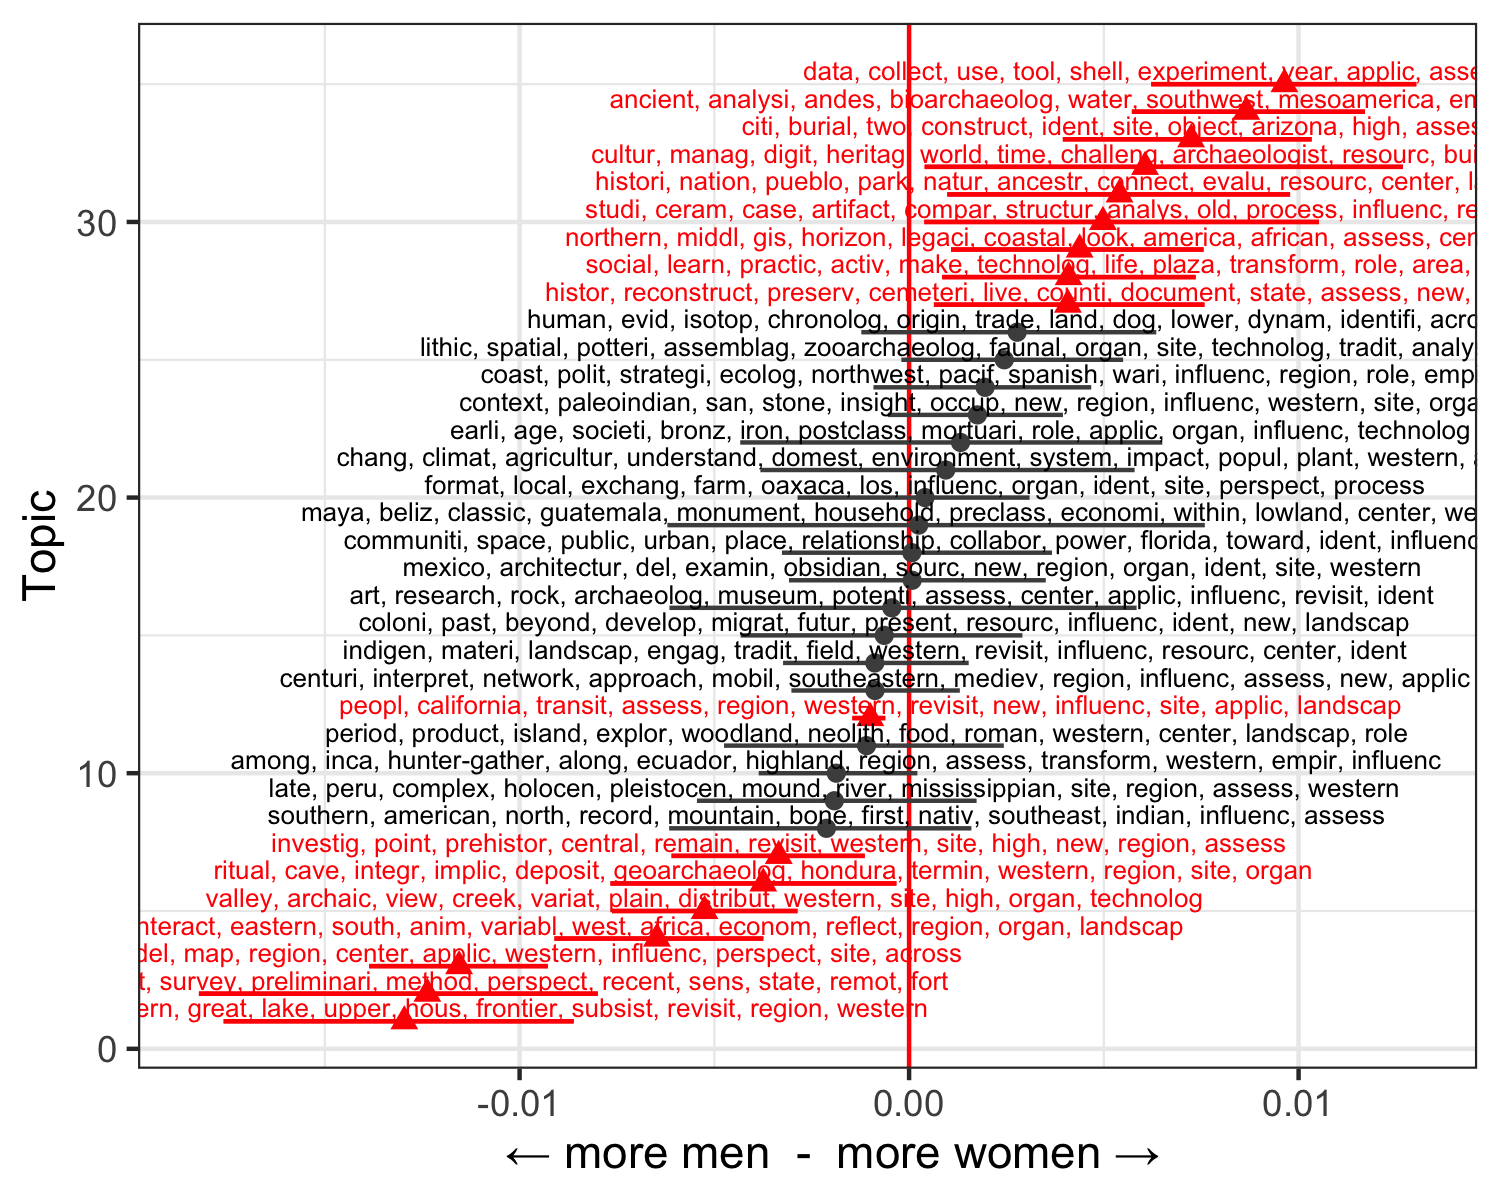 data, collect, use, tool, shell, experiment, year, applic, asse
ancient, analysi, andes, bioarchaeolog, water, southwest, mesoamerica, en
citi, burial, two, construct, ident, site, object, arizona, high, asses
cultur, manag, digit, heritag, world, time, challeng, archaeologist, resourc, bui
histori, nation, pueblo, park, natur, ancestr, connect, evalu, resourc, center, l
30
studi, ceram, case, artifact, compar, structur, analys, old, process, influenc, re
northern, middl, gis, horizon, legaci, coastal, look, america, african, assess, cer
social, learn, practic, activ, make, technolog, life, plaza, transform, role, area,
histor, reconstruct, preserv, cemeteri, live, counti, document, state, assess, new,
human, evid, isotop, chronolog, origin, trade, land, dog, lower, dynam, identifi, acro
lithic, spatial, potteri, assemblag, zooarchaeolog, faunal, organ, site, technolog, tradit, analy
coast, polit, strategi, ecolog, northwest, pacif, spanish, wari, influenc, region, role, emp
context, paleoindian, san, stone, insight, occup, new, region, influenc, western, site, orga
earli, age, societi, bronz, iron, postclass, mortuari, role, applic, organ, influenc, technolog
chang, climat, agricultur, understand, domest, environment, system, impact, popul, plant, western,
20
format, local, exchang, farm, oaxaca, los, influenc, organ, ident, site, perspect, process
maya, beliz, classic, guatemala, monument, household, preclass, economi, within, lowland, center, we
communiti, space, public, urban, place, relationship, collabor, power, florida, toward, ident, influenc
mexico, architectur, del, examin, obsidian, sourc, new, region, organ, ident, site, western
art, research, rock, archaeolog, museum, potenti, assess, center, applic, influenc, revisit, ident
coloni, past, beyond, develop, migrat, futur, present, resourc, influenc, ident, new, landscap
indigen, materi, landscap, engag, tradit, field, western, revisit, influenc, resourc, center, ident
centuri, interpret, network, approach, mobil, southeastern, mediev, region, influenc, assess, new, applic
peopl, california, transit, assess, region, western, revisit, new, influenc, site, applic, landscap
period, product, island, explor, woodland, neolith, food, roman, western, center, landscap, role
10
among, inca, hunter-gather, along, ecuador, highland, region, assess, transform, western, empir, influenc
late, peru, complex, holocen, pleistocen, mound, river, mississippian, site, region, assess, western
southern, american, north, record, mountain, bone, first, nativ, southeast, indian, influenc, assess
investig, point, prehistor, central, remain, revisit, western, site, high, new, region, assess
ritual, cave, integr, implic, deposit, geoarchaeolog, hondura, termin, western, region, site, organ
valley, archaic, view, creek, variat, plain, distribut, western, site, high, organ, technolog
nteract, eastern, south, anim, variabl, west, africa, econom, reflect, region, organ, landscap
del, map, region, center, applic, western, influenc, perspect, site, across
t, survey, preliminari, method, perspect, recent, sens, state, remot, fort
ern, great, lake, upper, hous, frontier, subsist, revisit, region, western
0
Topic
-0.01 0.00 0.01
← more men - more women →